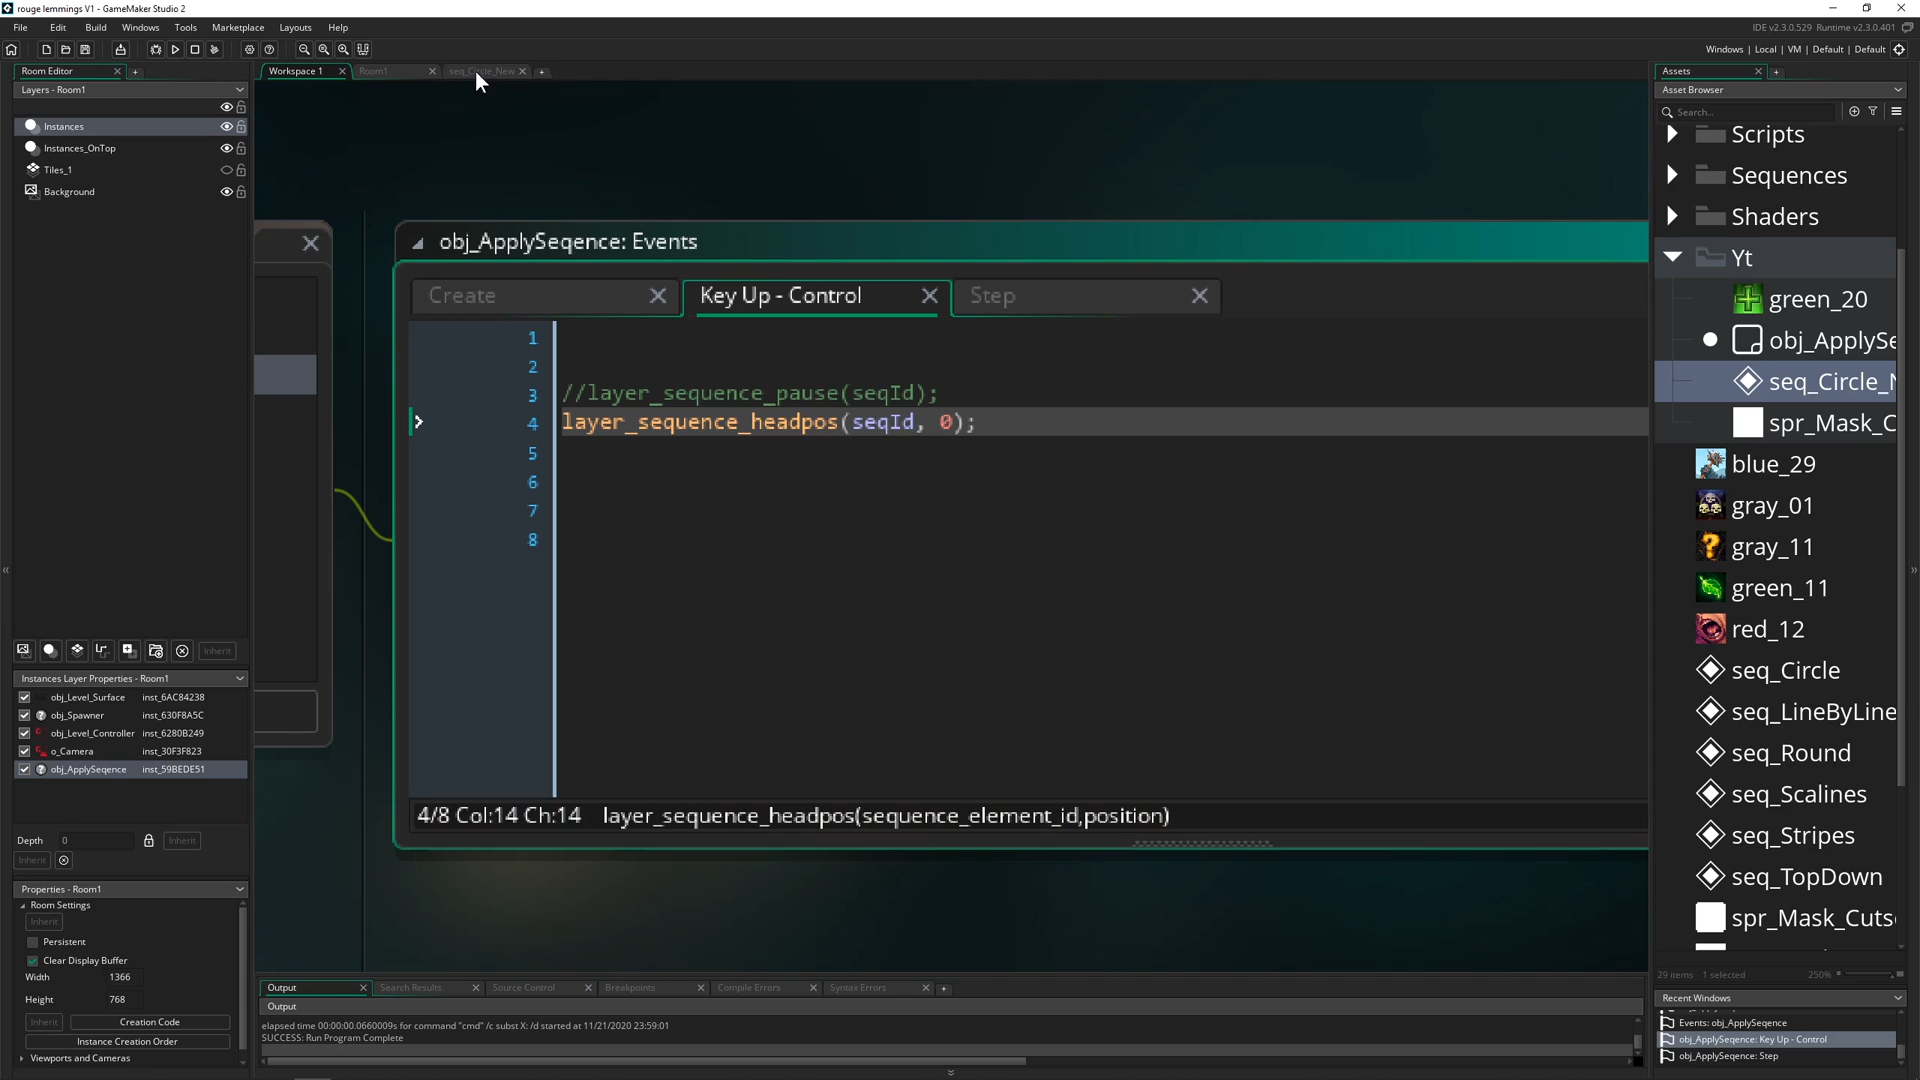 rouge lemmings V1 - GameMaker Studio 2
File Edit Build Windows Tools Marketplace Layouts Help
IDE v2.3.0.529 Runtime v2.3.0.401
Windows | Local | VM | Default | Default
Room Editor
Workspace 1
Room1
seq_Circle_New
Assets
Layers - Room1
Asset Browser
Search...
Instances
Instances_OnTop
Tiles_1
Background
Scripts
Sequences
Shaders
Yt
green_20
obj_ApplySe
seq_Circle_N
spr_Mask_C
blue_29
gray_01
gray_11
green_11
red_12
seq_Circle
seq_LineByLine
seq_Round
seq_Scalines
seq_Stripes
seq_TopDown
spr_Mask_Cutsc
obj_ApplySeqence: Events
Create
Key Up - Control
Step
1
2
3 //layer_sequence_pause(seqId);
4 layer_sequence_headpos(seqId, 0);
5
6
7
8
4/8 Col:14 Ch:14 layer_sequence_headpos(sequence_element_id,position)
Inherit
Instances Layer Properties - Room1
obj_Level_Surface inst_6AC84238
obj_Spawner inst_630F8A5C
obj_Level_Controller inst_6280B249
o_Camera inst_30F3F823
obj_ApplySeqence inst_59BEDE51
Depth 0 Inherit
Inherit
Properties - Room1
Room Settings
Inherit
Persistent
Clear Display Buffer
Width 1366
Height 768
Inherit Creation Code
Instance Creation Order
Viewports and Cameras
Output
Search Results
Source Control
Breakpoints
Compile Errors
Syntax Errors
Output
elapsed time 00:00:00.0660009s for command "cmd" /c subst X: /d started at 11/21/2020 23:59:01
SUCCESS: Run Program Complete
29 items 1 selected 250%
Recent Windows
Events: obj_ApplySeqence
obj_ApplySeqence: Key Up - Control
obj_ApplySeqence: Step